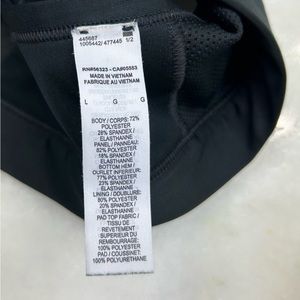 445687
1005442/ 477445 1/2
RN#56323 - CA#05553
MADE IN VIETNAM
FABRIQUE AU VIETNAM
L G G
BODY / CORPS: 72%
POLYESTER
28% SPANDEX /
ELASTHANNE
PANEL / PANNEAU:
82% POLYESTER
18% SPANDEX /
ELASTHANNE
BOTTOM HEM /
OURLET INFERIEUR:
77% POLYESTER
23% SPANDEX /
ELASTHANNE
LINING / DOUBLURE:
80% POLYESTER
20% SPANDEX /
ELASTHANNE
PAD TOP FABRIC /
TISSU DE
REVETEMENT
SUPERIEUR DU
REMBOURRAGE:
100% POLYESTER
PAD / COUSSINET:
100% POLYURETHANE